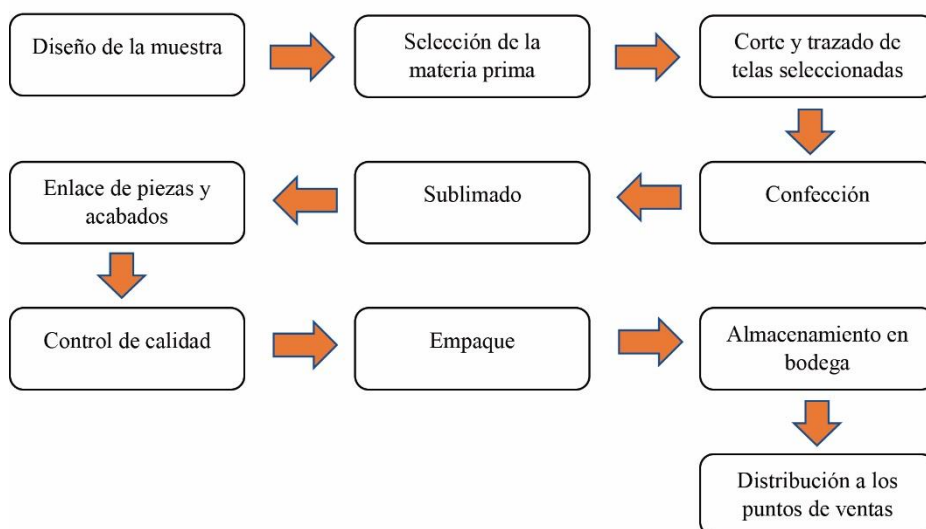 Diseño de la muestra
Selección de la
materia prima
Corte y trazado de
telas seleccionadas
Confección
Sublimado
Enlace de piezas y
acabados
Control de calidad
Empaque
Almacenamiento en
bodega
Distribución a los
puntos de ventas